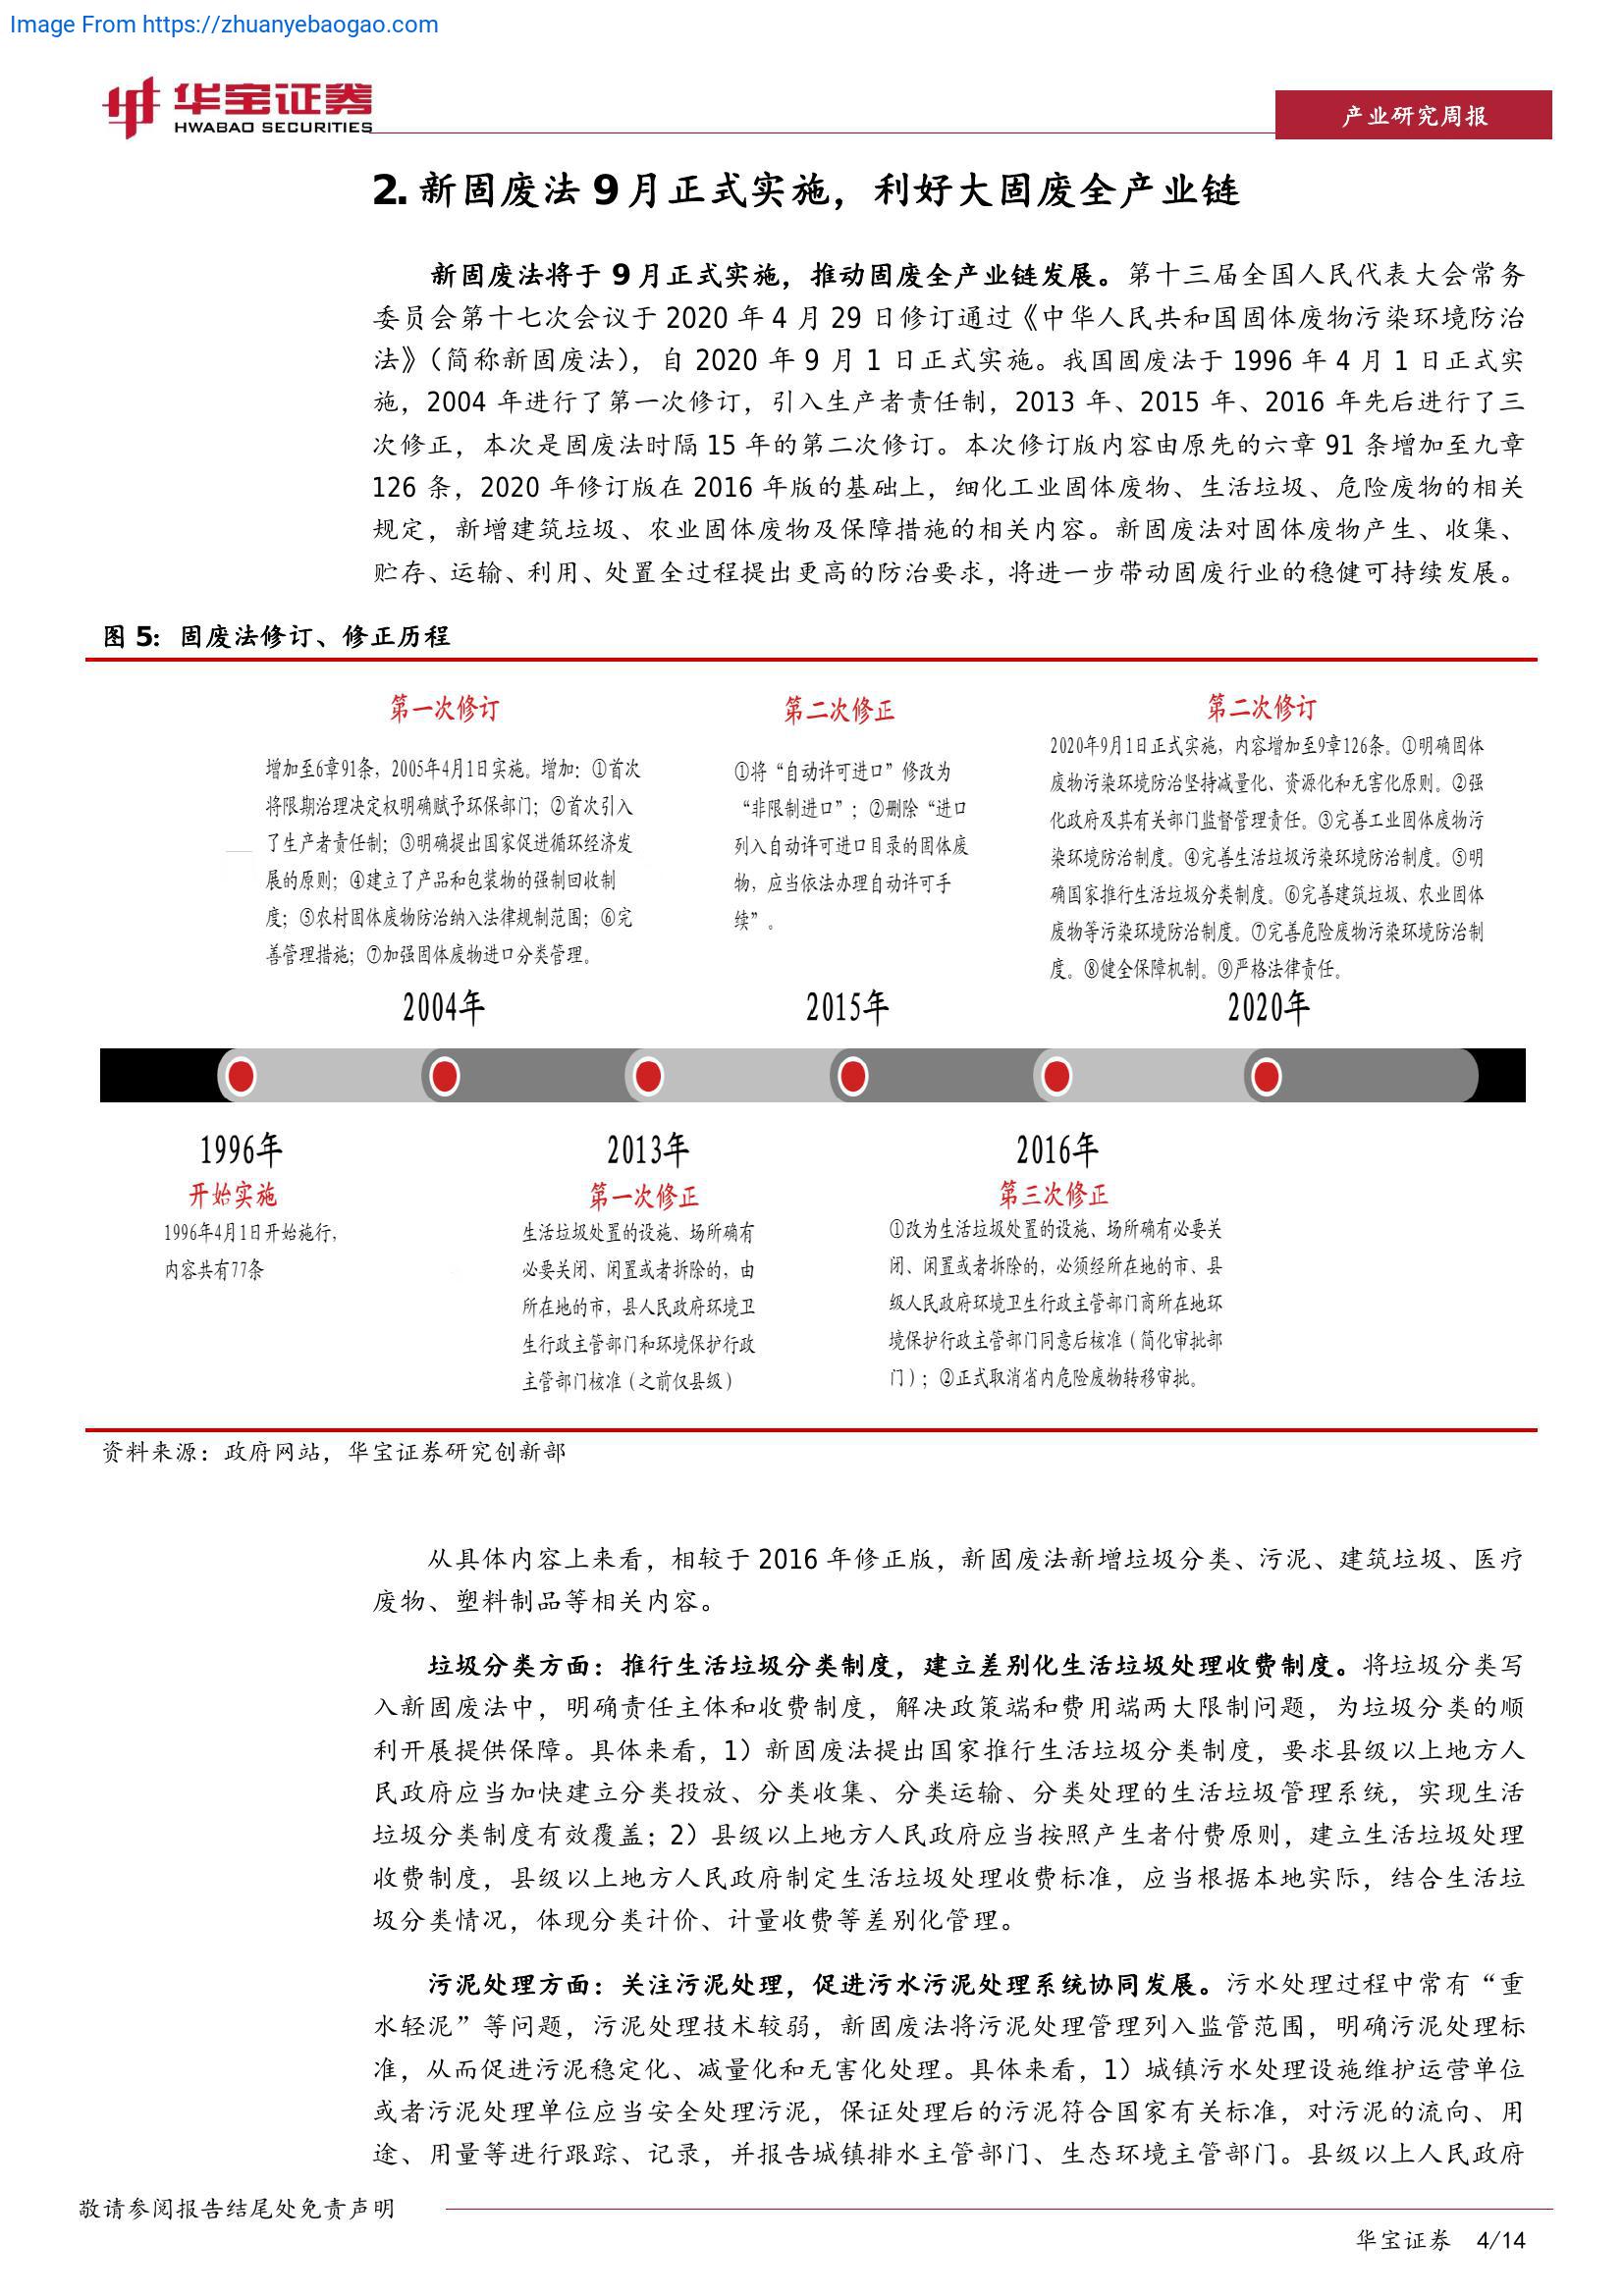 Image From https://zhuanyebaogao.com
华宝证券
HWABAO SECURITIES
产业研究周报
2. 新固废法 9 月正式实施，利好大固废全产业链
新固废法将于 9 月正式实施，推动固废全产业链发展。第十三届全国人民代表大会常务
委员会第十七次会议于 2020 年 4 月 29 日修订通过《中华人民共和国固体废物污染环境防治
法》（简称新固废法），自 2020 年 9 月 1 日正式实施。我国固废法于 1996 年 4 月 1 日正式实
施，2004 年进行了第一次修订，引入生产者责任制，2013 年、2015 年、2016 年先后进行了三
次修正，本次是固废法时隔 15 年的第二次修订。本次修订版内容由原先的六章 91 条增加至九章
126 条，2020 年修订版在 2016 年版的基础上，细化工业固体废物、生活垃圾、危险废物的相关
规定，新增建筑垃圾、农业固体废物及保障措施的相关内容。新固废法对固体废物产生、收集、
贮存、运输、利用、处置全过程提出更高的防治要求，将进一步带动固废行业的稳健可持续发展。
图 5：固废法修订、修正历程
第一次修订
增加至6章91条，2005年4月1日实施。增加：①首次
将限期治理决定权明确赋予环保部门；②首次引入
了生产者责任制；③明确提出国家促进循环经济发
展的原则；④建立了产品和包装物的强制回收制
度；⑤农村固体废物防治纳入法律规制范围；⑥完
善管理措施；⑦加强固体废物进口分类管理。
2004年
第二次修正
①将“自动许可进口”修改为
“非限制进口”；②删除“进口
列入自动许可进口目录的固体废
物，应当依法办理自动许可手
续”。
2015年
第二次修订
2020年9月1日正式实施，内容增加至9章126条。①明确固体
废物污染环境防治坚持减量化、资源化和无害化原则。②强
化政府及其有关部门监督管理责任。③完善工业固体废物污
染环境防治制度。④完善生活垃圾污染环境防治制度。⑤明
确国家推行生活垃圾分类制度。⑥完善建筑垃圾、农业固体
废物等污染环境防治制度。⑦完善危险废物污染环境防治制
度。⑧健全保障机制。⑨严格法律责任。
2020年
1996年
开始实施
1996年4月1日开始施行，
内容共有77条
2013年
第一次修正
生活垃圾处置的设施、场所确有
必要关闭、闲置或者拆除的，由
所在地的市，县人民政府环境卫
生行政主管部门和环境保护行政
主管部门核准（之前仅县级）
2016年
第三次修正
①改为生活垃圾处置的设施、场所确有必要关
闭、闲置或者拆除的，必须经所在地的市、县
级人民政府环境卫生行政主管部门商所在地环
境保护行政主管部门同意后核准（简化审批部
门）；②正式取消省内危险废物转移审批。
资料来源：政府网站，华宝证券研究创新部
从具体内容上来看，相较于 2016 年修正版，新固废法新增垃圾分类、污泥、建筑垃圾、医疗
废物、塑料制品等相关内容。
垃圾分类方面：推行生活垃圾分类制度，建立差别化生活垃圾处理收费制度。将垃圾分类写
入新固废法中，明确责任主体和收费制度，解决政策端和费用端两大限制问题，为垃圾分类的顺
利开展提供保障。具体来看，1）新固废法提出国家推行生活垃圾分类制度，要求县级以上地方人
民政府应当加快建立分类投放、分类收集、分类运输、分类处理的生活垃圾管理系统，实现生活
垃圾分类制度有效覆盖；2）县级以上地方人民政府应当按照产生者付费原则，建立生活垃圾处理
收费制度，县级以上地方人民政府制定生活垃圾处理收费标准，应当根据本地实际，结合生活垃
圾分类情况，体现分类计价、计量收费等差别化管理。
污泥处理方面：关注污泥处理，促进污水污泥处理系统协同发展。污水处理过程中常有“重
水轻泥”等问题，污泥处理技术较弱，新固废法将污泥处理管理列入监管范围，明确污泥处理标
准，从而促进污泥稳定化、减量化和无害化处理。具体来看，1）城镇污水处理设施维护运营单位
或者污泥处理单位应当安全处理污泥，保证处理后的污泥符合国家有关标准，对污泥的流向、用
途、用量等进行跟踪、记录，并报告城镇排水主管部门、生态环境主管部门。县级以上人民政府
敬请参阅报告结尾处免责声明
华宝证券 4/14